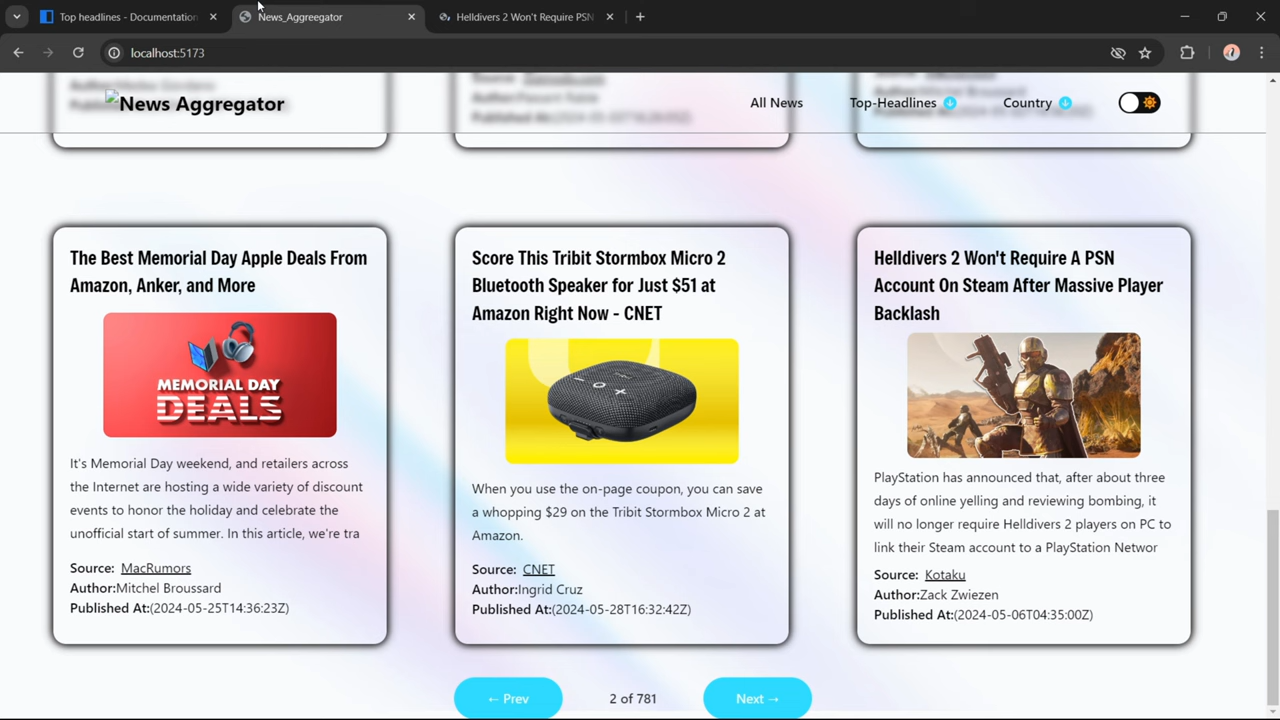 Top headlines - Documentation
News_Aggreegator
Helldivers 2 Won't Require PSN
localhost:5173
News Aggregator
All News
Top-Headlines
Country
The Best Memorial Day Apple Deals From
Amazon, Anker, and More
MEMORIAL DAY
DEALS
It's Memorial Day weekend, and retailers across
the Internet are hosting a wide variety of discount
events to honor the holiday and celebrate the
unofficial start of summer. In this article, we're tra
Source: MacRumors
Author:Mitchel Broussard
Published At:(2024-05-25T14:36:23Z)
Score This Tribit Stormbox Micro 2
Bluetooth Speaker for Just $51 at
Amazon Right Now - CNET
When you use the on-page coupon, you can save
a whopping $29 on the Tribit Stormbox Micro 2 at
Amazon.
Source: CNET
Author:Ingrid Cruz
Published At:(2024-05-28T16:32:42Z)
Helldivers 2 Won't Require A PSN
Account On Steam After Massive Player
Backlash
PlayStation has announced that, after about three
days of online yelling and reviewing bombing, it
will no longer require Helldivers 2 players on PC to
link their Steam account to a PlayStation Networ
Source: Kotaku
Author:Zack Zwiezen
Published At:(2024-05-06T04:35:00Z)
← Prev
2 of 781
Next →